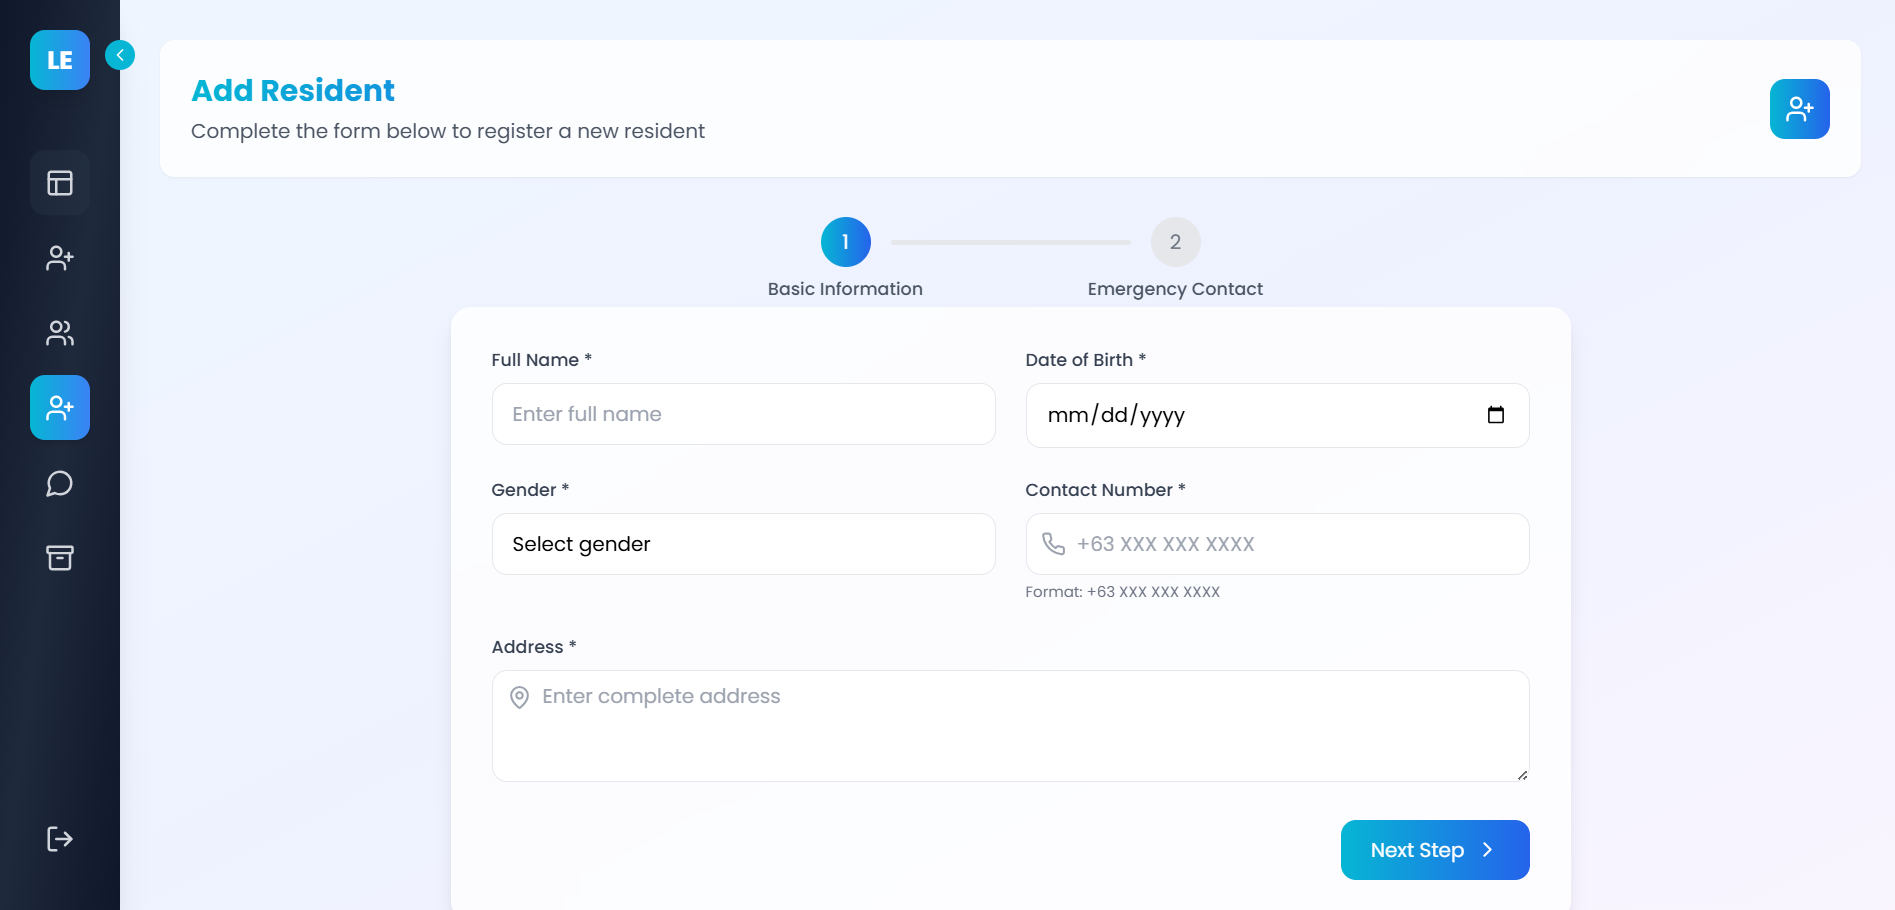 LE
Add Resident
Complete the form below to register a new resident
1
2
Basic Information
Emergency Contact
Full Name *
Date of Birth *
Enter full name
mm/dd/yyyy
Gender *
Contact Number *
Select gender
+63 XXX XXX XXXX
Format: +63 XXX XXX XXXX
Address *
Enter complete address
Next Step